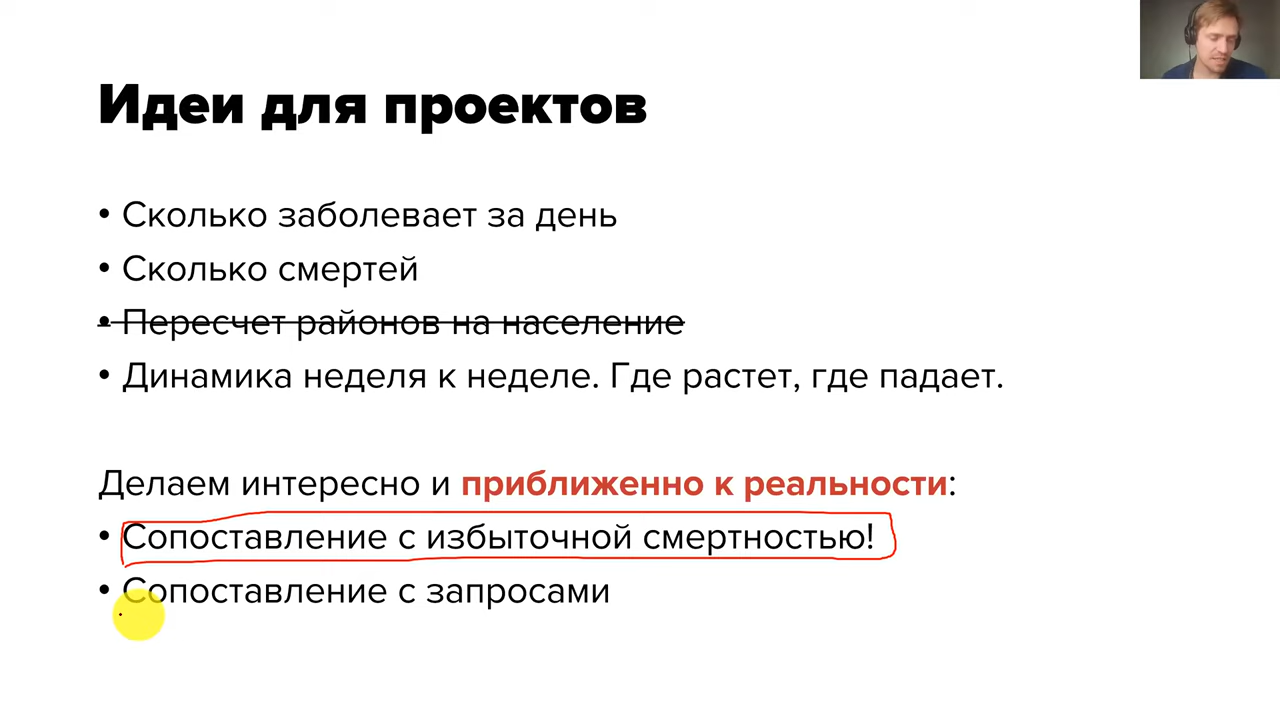 Идеи для проектов
• Сколько заболевает за день
• Сколько смертей
• Пересчет районов на население
• Динамика неделя к неделе. Где растет, где падает.
Делаем интересно и приближенно к реальности:
• Сопоставление с избыточной смертностью!
• Сопоставление с запросами